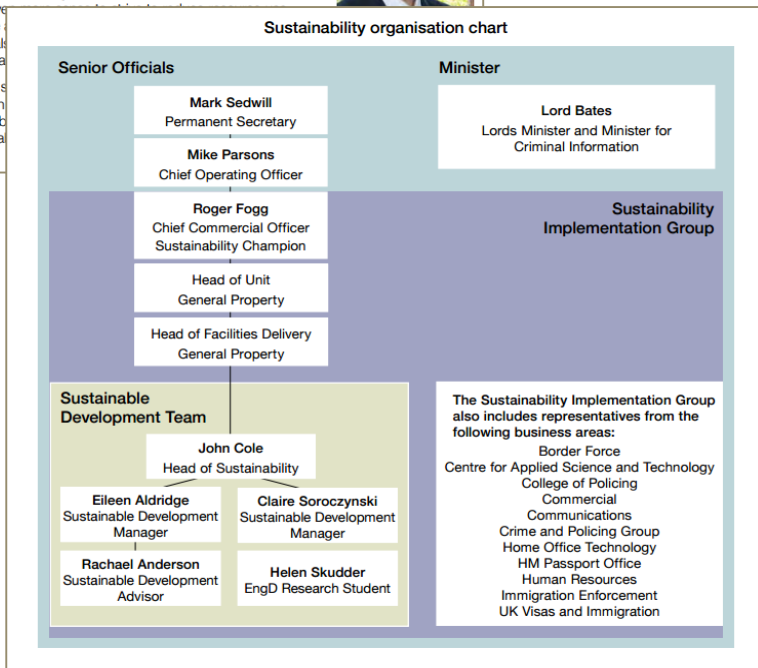 Sustainability organisation chart
Senior Officials
Mark Sedwill
Permanent Secretary
Mike Parsons
Chief Operating Officer
Roger Fogg
Chief Commercial Officer
Sustainability Champion
Head of Unit
General Property
Head of Facilities Delivery
General Property
Minister
Lord Bates
Lords Minister and Minister for
Criminal Information
Sustainability
Implementation Group
Sustainable
Development Team
John Cole
Head of Sustainability
Eileen Aldridge
Sustainable Development
Manager
Claire Soroczynski
Sustainable Development
Manager
Rachael Anderson
Sustainable Development
Advisor
Helen Skudder
EngD Research Student
The Sustainability Implementation Group
also includes representatives from the
following business areas:
Border Force
Centre for Applied Science and Technology
College of Policing
Commercial
Communications
Crime and Policing Group
Home Office Technology
HM Passport Office
Human Resources
Immigration Enforcement
UK Visas and Immigration